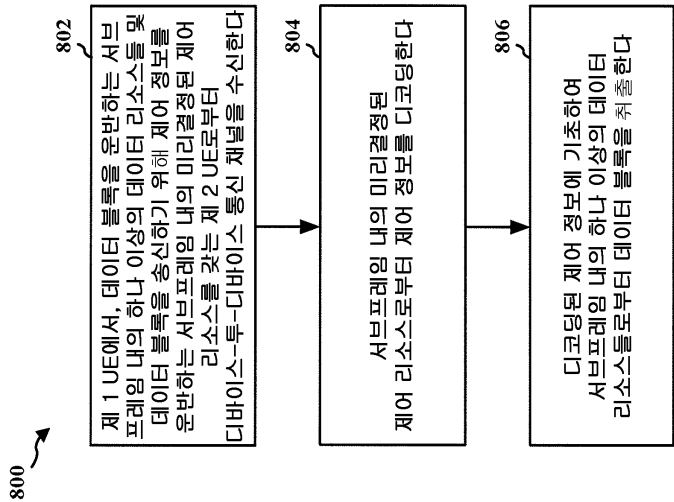 800
802
제 1 UE에서, 데이터 블록을 운반하는 서브
프레임 내의 하나 이상의 데이터 리소스들 및
데이터 블록을 송신하기 위해 제어 정보를
운반하는 서브프레임 내의 미리결정된 제어
리소스를 갖는 제 2 UE로부터
디바이스-투-디바이스 통신 채널을 수신한다
804
서브프레임 내의 미리결정된
제어 리소스로부터 제어 정보를 디코딩한다
806
디코딩된 제어 정보에 기초하여
서브프레임 내의 하나 이상의 데이터
리소스들로부터 데이터 블록을 취출한다